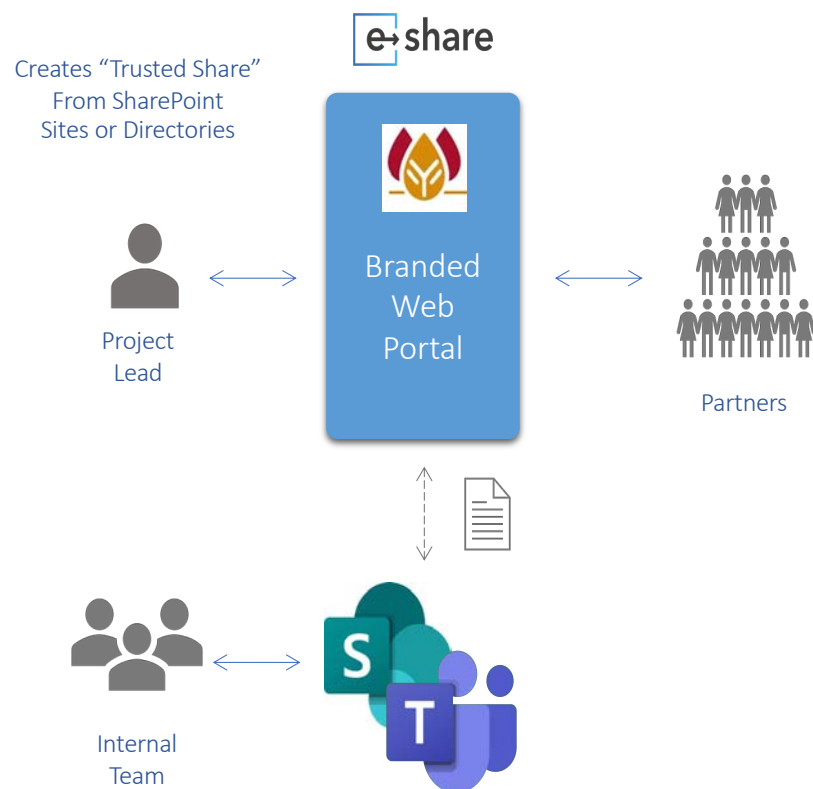 e share
Creates “Trusted Share”
From SharePoint
Sites or Directories
Branded
Web
Portal
Project
Lead
Partners
S
T
Internal
Team